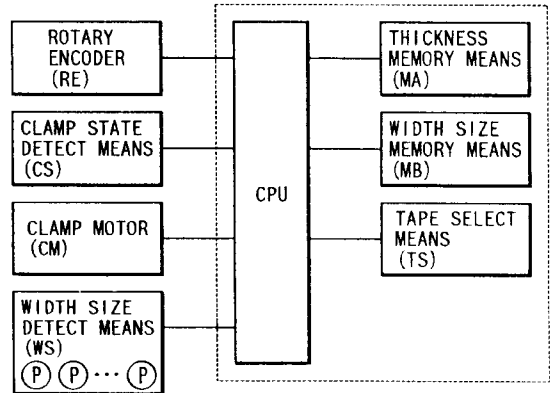 ROTARY
ENCODER
(RE)
CLAMP STATE
DETECT MEANS
(CS)
CLAMP MOTOR
(CM)
WIDTH SIZE
DETECT MEANS
(WS)
P P ··· P
CPU
THICKNESS
MEMORY MEANS
(MA)
WIDTH SIZE
MEMORY MEANS
(MB)
TAPE SELECT
MEANS
(TS)